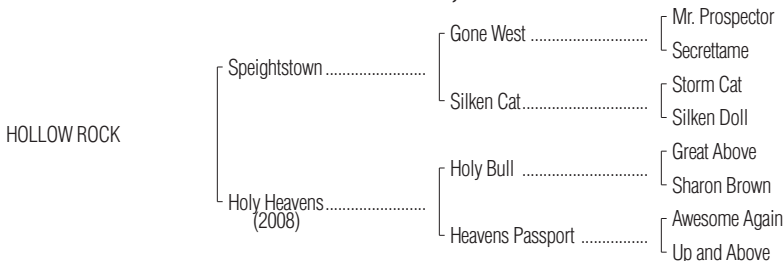 Mr. Prospector
Gone West ....................................
Secrettame
Speightstown ........................
Storm Cat
Silken Cat......................................
Silken Doll
HOLLOW ROCK
Great Above
Holy Bull ......................................
Sharon Brown
Holy Heavens........................
(2008)
Awesome Again
Heavens Passport ....................
Up and Above